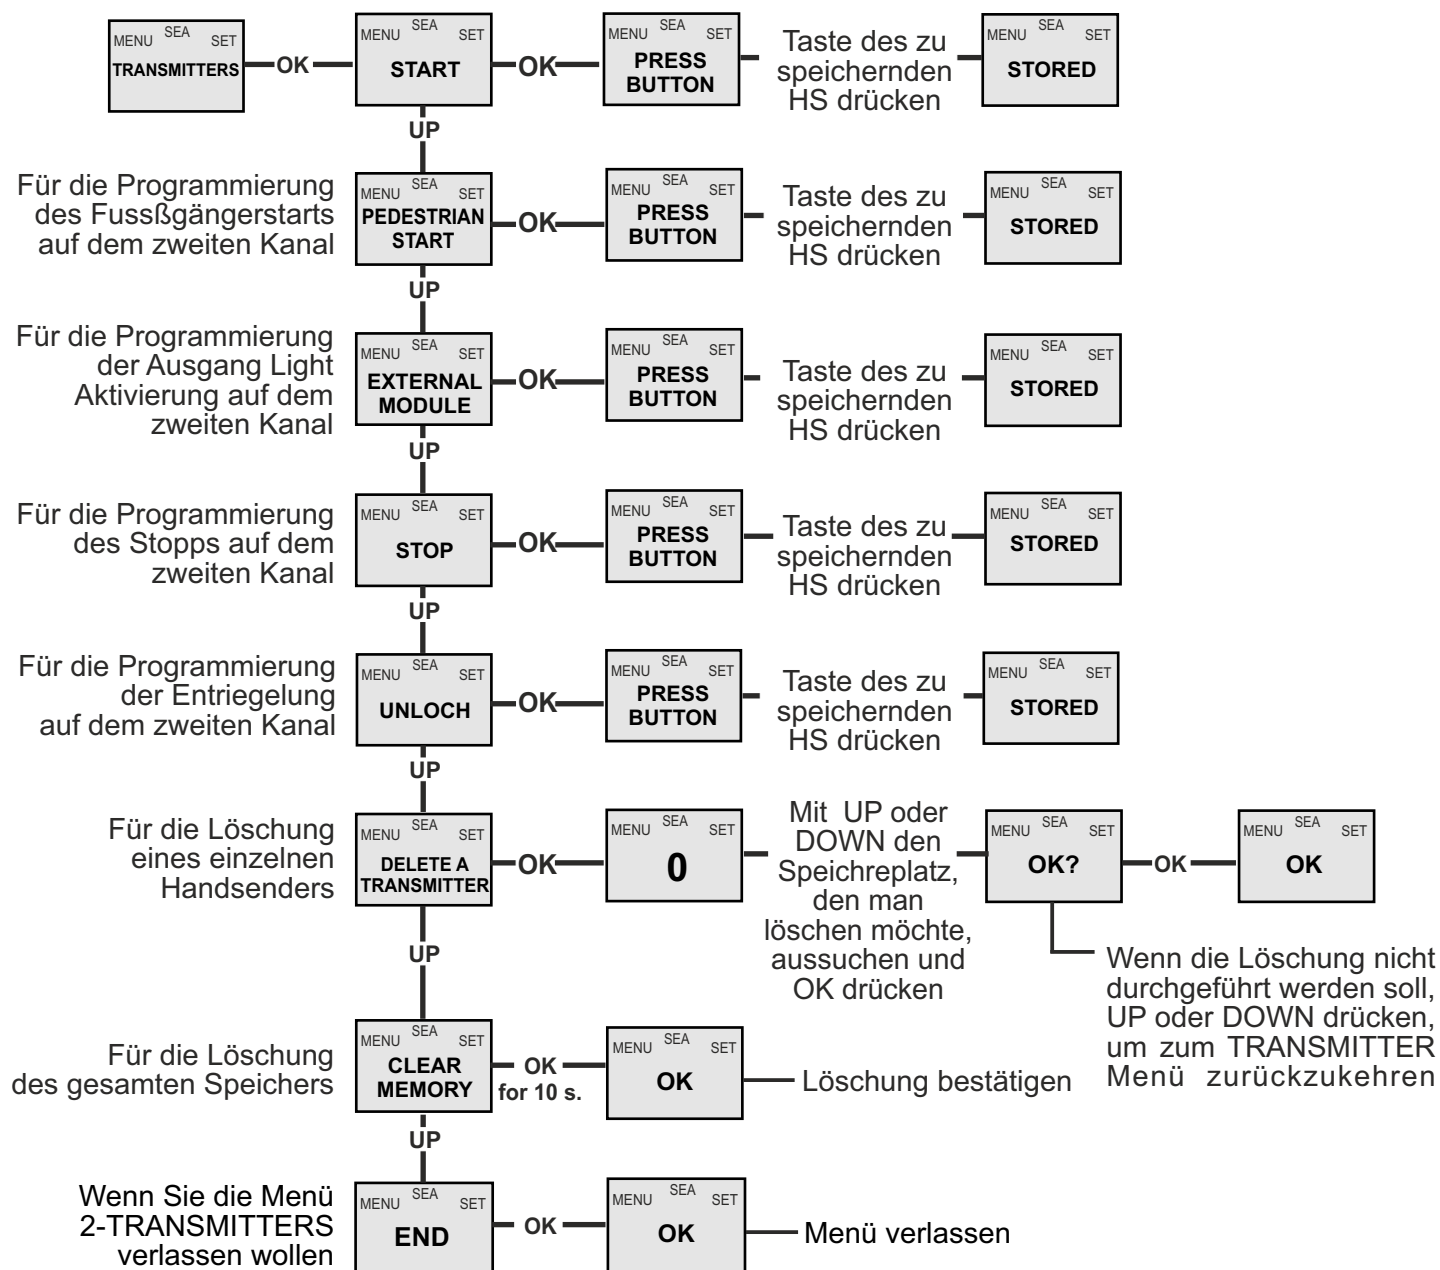 MENU SEA SET
TRANSMITTERS
OK
MENU SEA SET
START
OK
MENU SEA SET
PRESS
BUTTON
Taste des zu
speichernden
HS drücken
MENU SEA SET
STORED
UP
Für die Programmierung
des Fussßgängerstarts
auf dem zweiten Kanal
MENU SEA SET
PEDESTRIAN
START
OK
MENU SEA SET
PRESS
BUTTON
Taste des zu
speichernden
HS drücken
MENU SEA SET
STORED
UP
Für die Programmierung
der Ausgang Light
Aktivierung auf dem
zweiten Kanal
MENU SEA SET
EXTERNAL
MODULE
OK
MENU SEA SET
PRESS
BUTTON
Taste des zu
speichernden
HS drücken
MENU SEA SET
STORED
UP
Für die Programmierung
des Stopps auf dem
zweiten Kanal
MENU SEA SET
STOP
OK
MENU SEA SET
PRESS
BUTTON
Taste des zu
speichernden
HS drücken
MENU SEA SET
STORED
UP
Für die Programmierung
der Entriegelung
auf dem zweiten Kanal
MENU SEA SET
UNLOCH
OK
MENU SEA SET
PRESS
BUTTON
Taste des zu
speichernden
HS drücken
MENU SEA SET
STORED
UP
Für die Löschung
eines einzelnen
Handsenders
MENU SEA SET
DELETE A
TRANSMITTER
OK
MENU SEA SET
0
Mit UP oder
DOWN den
Speichreplatz,
den man
löschen möchte,
aussuchen und
OK drücken
MENU SEA SET
OK?
OK
MENU SEA SET
OK
Wenn die Löschung nicht
durchgeführt werden soll,
UP oder DOWN drücken,
um zum TRANSMITTER
Menü zurückzukehren
UP
Für die Löschung
des gesamten Speichers
MENU SEA SET
CLEAR
MEMORY
OK
for 10 s.
MENU SEA SET
OK
Löschung bestätigen
UP
Wenn Sie die Menü
2-TRANSMITTERS
verlassen wollen
MENU SEA SET
END
OK
MENU SEA SET
OK
Menü verlassen